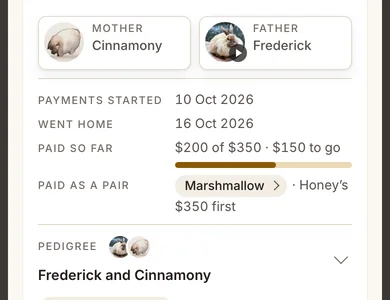 MOTHER
Cinnamony
FATHER
Frederick
PAYMENTS STARTED 10 Oct 2026
WENT HOME 16 Oct 2026
PAID SO FAR $200 of $350 · $150 to go
PAID AS A PAIR Marshmallow · Honey's
$350 first
PEDIGREE
Frederick and Cinnamony